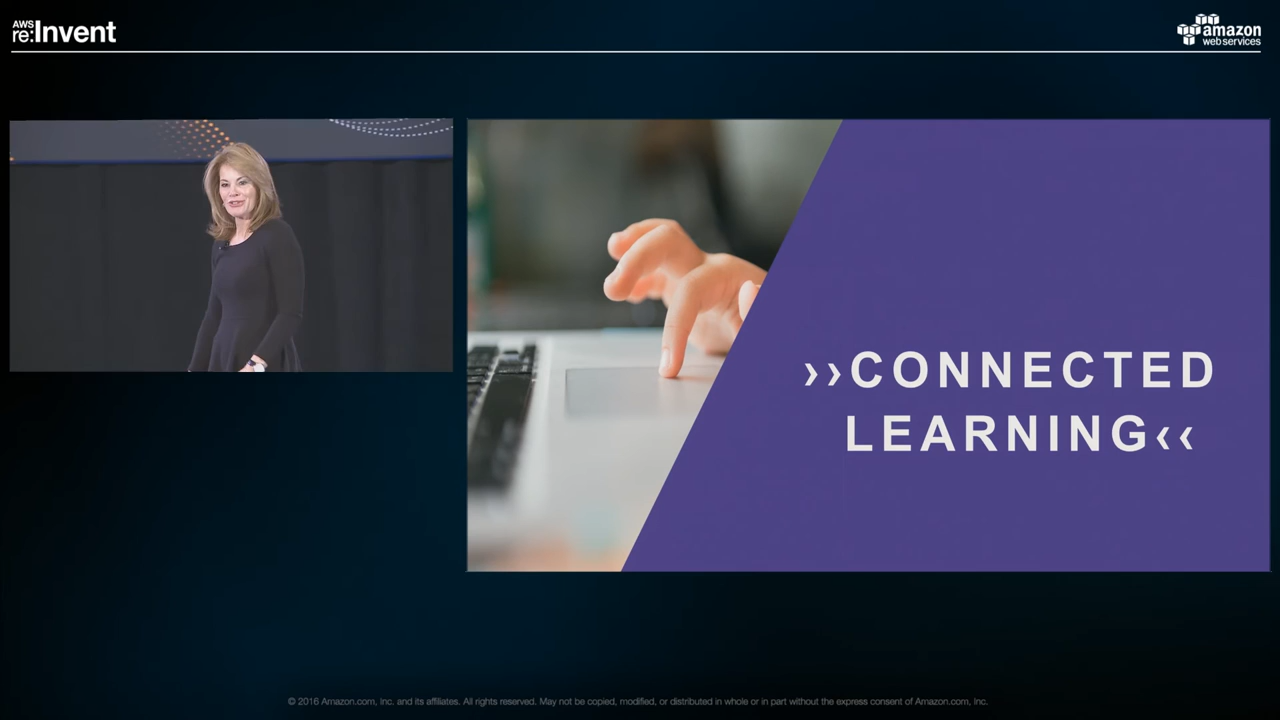 AWS
re:Invent
amazon
web services
››CONNECTED
LEARNING‹‹
© 2016 Amazon.com, Inc. and its affiliates. All rights reserved. May not be copied, modified, or distributed in whole or in part without the express consent of Amazon.com, Inc.